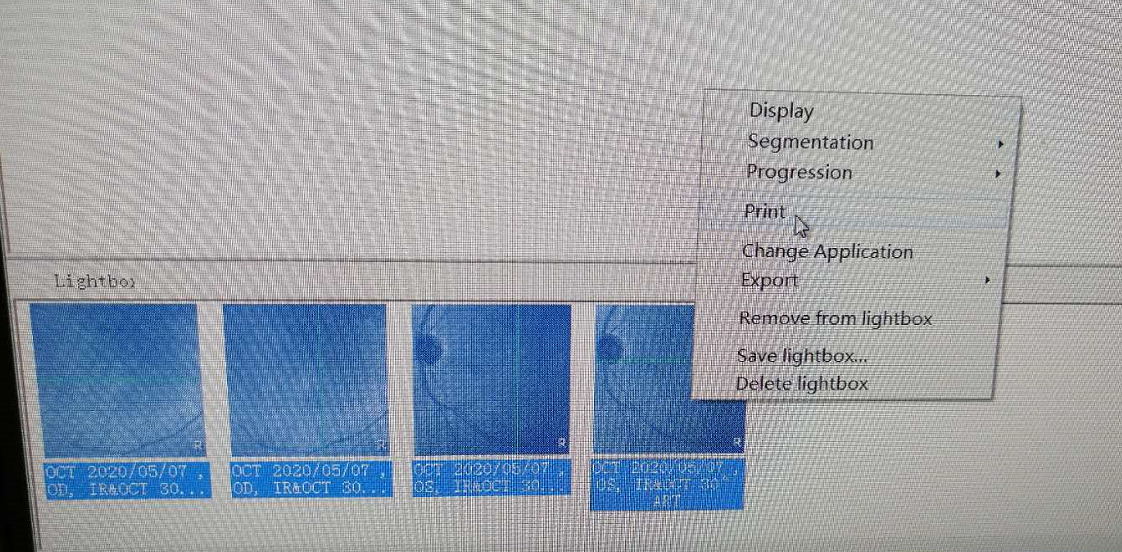 Display
Segmentation
Progression
Print
Change Application
Export
Remove from lightbox
Save lightbox...
Delete lightbox
Lightbox
R
R
R
R
OCT 2020/05/07 ,
OD, IR&OCT 30...
OCT 2020/05/07 ,
OD, IR&OCT 30...
OCT 2020/05/07 ,
OS, IR&OCT 30...
OCT 2020/05/07 ,
OS, IR&OCT 30°
ART